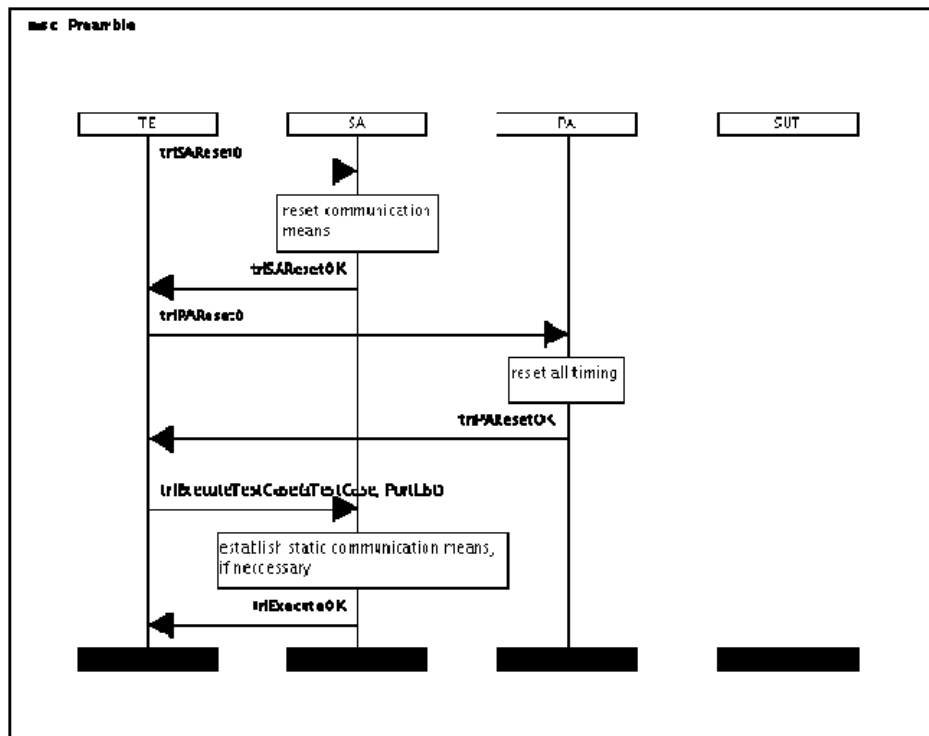 msc Preamble
TE
SA
PA
SUT
triSAReset()
reset communication
means
triSAResetOK
triPAReset()
reset all timing
triPAResetOK
triExecuteTestCase(aTestCase, PortList)
establish static communication means,
if neccessary
triExecuteOK